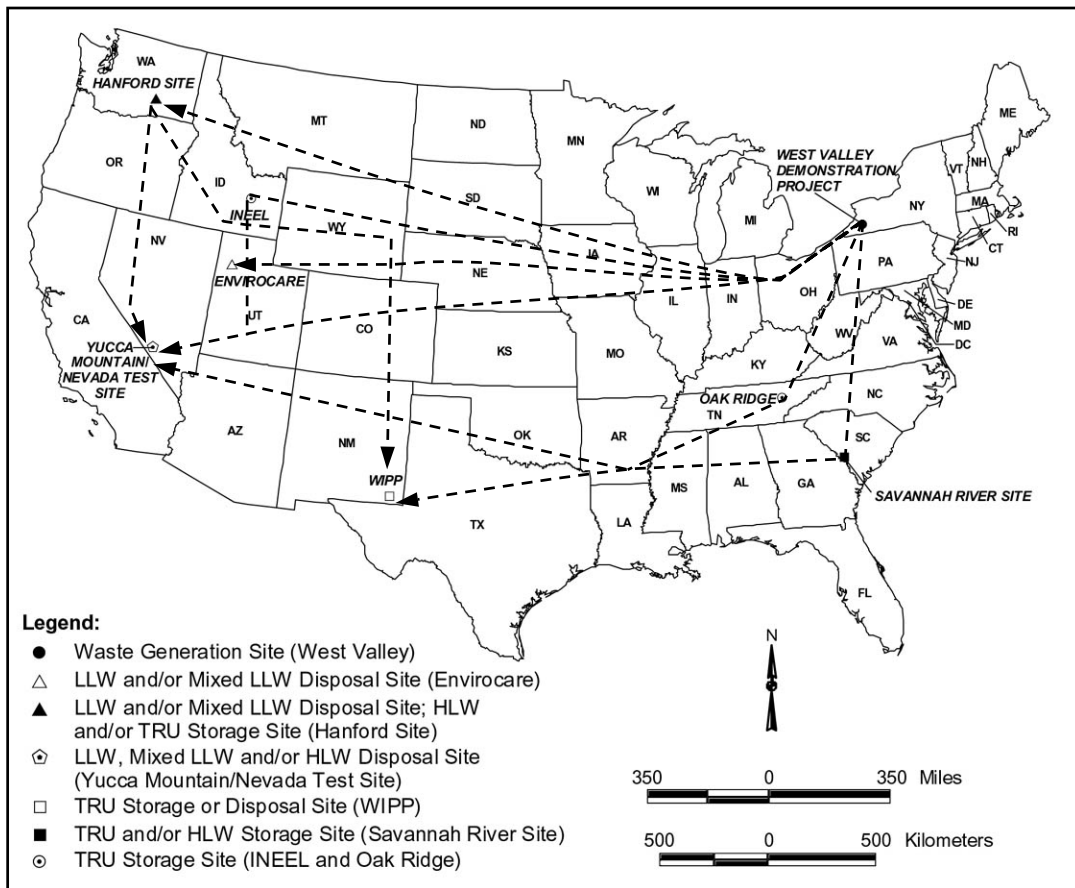 WA
HANFORD SITE
MT
ND
MN
ME
OR
ID
INEEL
WY
SD
WI
MI
WEST VALLEY
DEMONSTRATION
PROJECT
VT
NH
NY
MA
RI
CT
NV
ENVIROCARE
UT
NE
IA
IL
IN
OH
PA
NJ
DE
MD
DC
CA
CO
KS
MO
KY
WV
VA
YUCCA
MOUNTAIN/
NEVADA TEST
SITE
AZ
NM
WIPP
OK
AR
OAK RIDGE
TN
NC
SC
SAVANNAH RIVER SITE
TX
LA
MS
AL
GA
FL
Legend:
Waste Generation Site (West Valley)
LLW and/or Mixed LLW Disposal Site (Envirocare)
LLW and/or Mixed LLW Disposal Site; HLW
and/or TRU Storage Site (Hanford Site)
LLW, Mixed LLW and/or HLW Disposal Site
(Yucca Mountain/Nevada Test Site)
TRU Storage or Disposal Site (WIPP)
TRU and/or HLW Storage Site (Savannah River Site)
TRU Storage Site (INEEL and Oak Ridge)
N
350 0 350 Miles
500 0 500 Kilometers